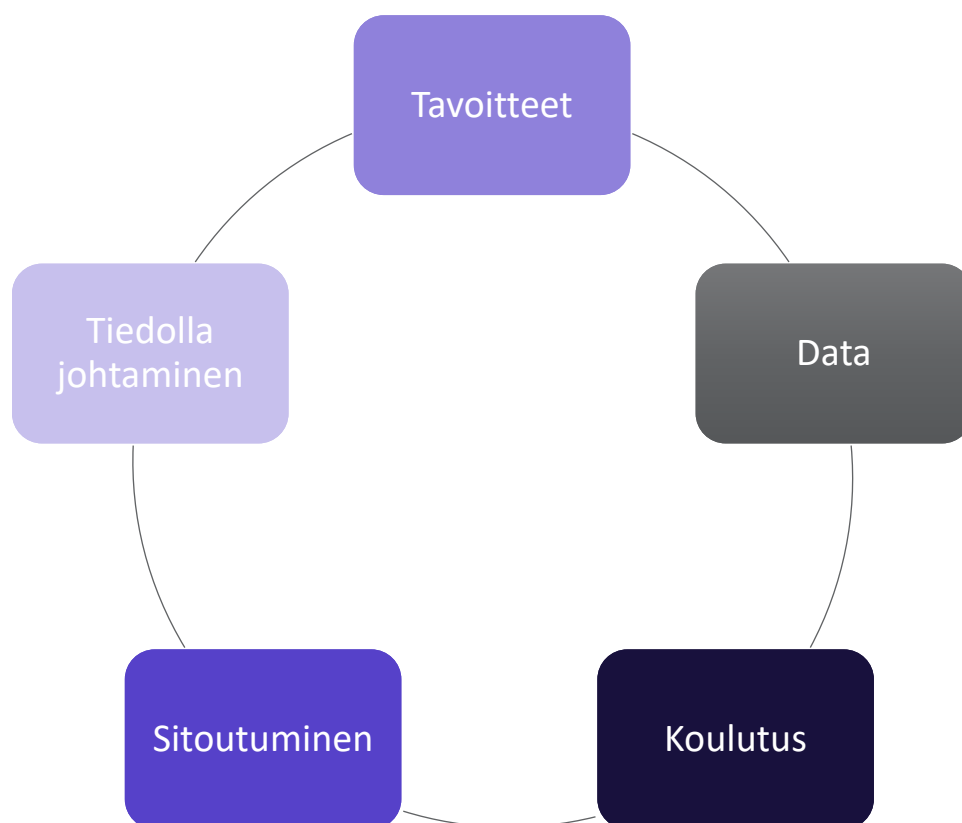 Tavoitteet
Data
Koulutus
Sitoutuminen
Tiedolla
johtaminen